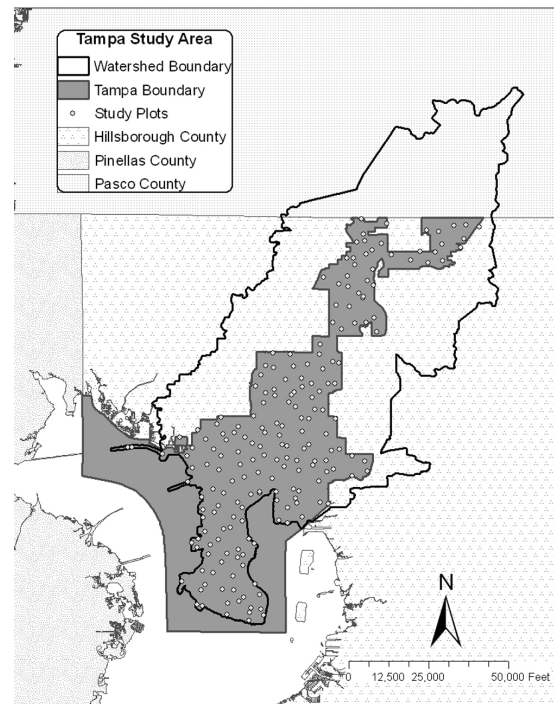 Tampa Study Area
Watershed Boundary
Tampa Boundary
Study Plots
Hillsborough County
Pinellas County
Pasco County
N
0 12,500 25,000 50,000 Feet